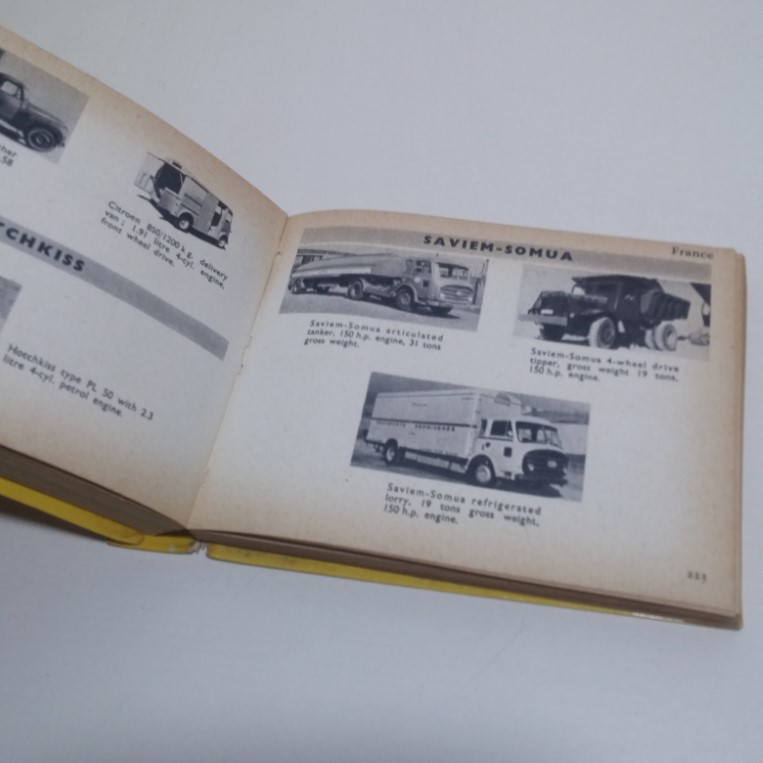 58
Citroen 850/1200 kg. delivery
van; 1.91 litre 4-cyl. engine,
front wheel drive.
TCHKISS
Hotchkiss type PL 50 with 2.3
litre 4-cyl. petrol engine.
SAVIEM-SOMUA
France
Saviem-Somua articulated
tanker, 150 h.p. engine, 31 tons
gross weight.
Saviem-Somua 4-wheel drive
tipper, gross weight 19 tons,
150 h.p. engine.
Saviem-Somua refrigerated
lorry, 19 tons gross weight,
150 h.p. engine.